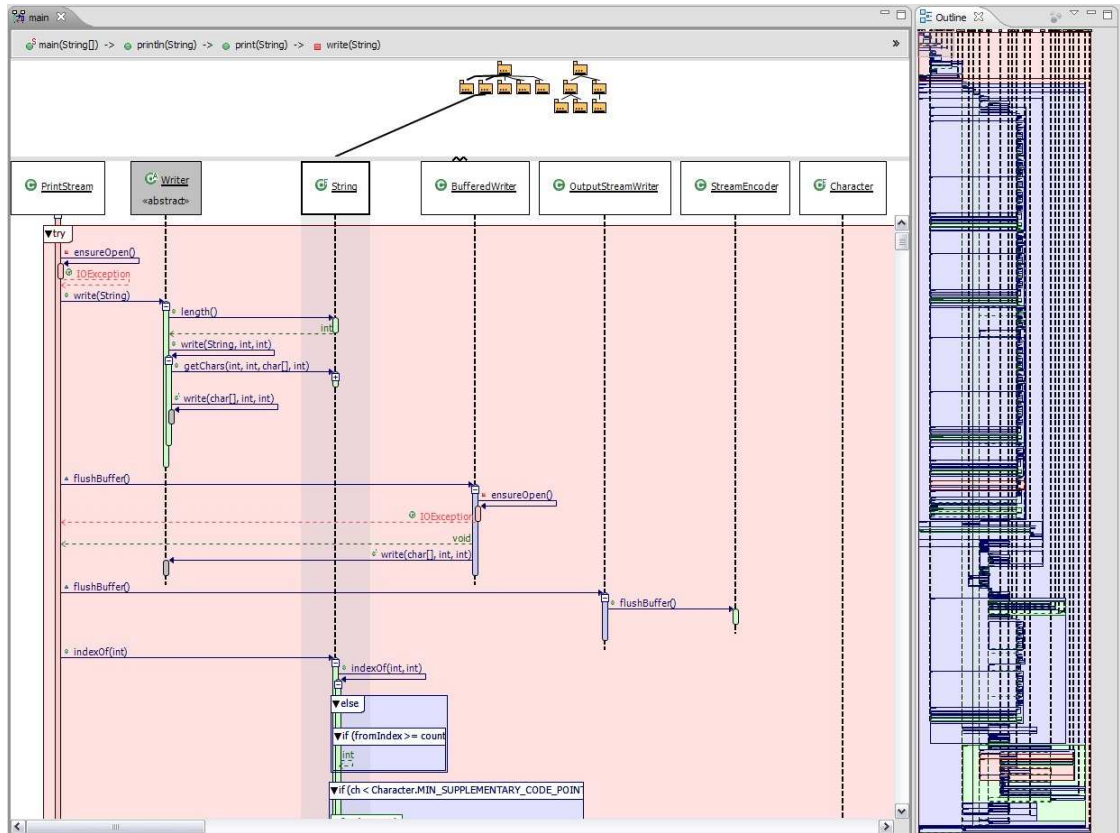 main
Outline
main(String[]) -> println(String) -> print(String) -> write(String)
»
PrintStream
Writer
«abstract»
String
BufferedWriter
OutputStreamWriter
StreamEncoder
Character
try
ensureOpen()
IOException
write(String)
length()
int
write(String, int, int)
getChars(int, int, char[], int)
write(char[], int, int)
flushBuffer()
ensureOpen()
IOException
void
write(char[], int, int)
flushBuffer()
flushBuffer()
indexOf(int)
indexOf(int, int)
else
if (fromIndex >= count
int
if (ch < Character.MIN_SUPPLEMENTARY_CODE_POINT